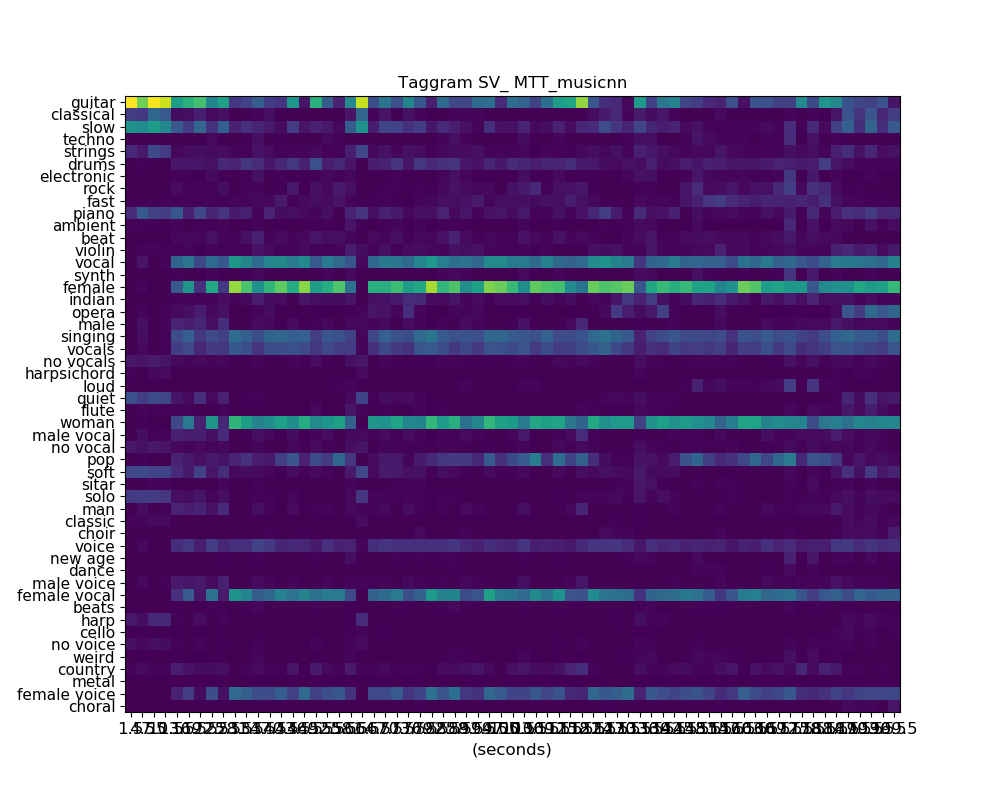 Taggram SV_ MTT_musicnn
guitar
classical
slow
techno
strings
drums
electronic
rock
fast
piano
ambient
beat
violin
vocal
synth
female
indian
opera
male
singing
vocals
no vocals
harpsichord
loud
quiet
flute
woman
male vocal
no vocal
pop
soft
sitar
solo
man
classic
choir
voice
new age
dance
male voice
female vocal
beats
harp
cello
no voice
weird
country
metal
female voice
choral
(seconds)